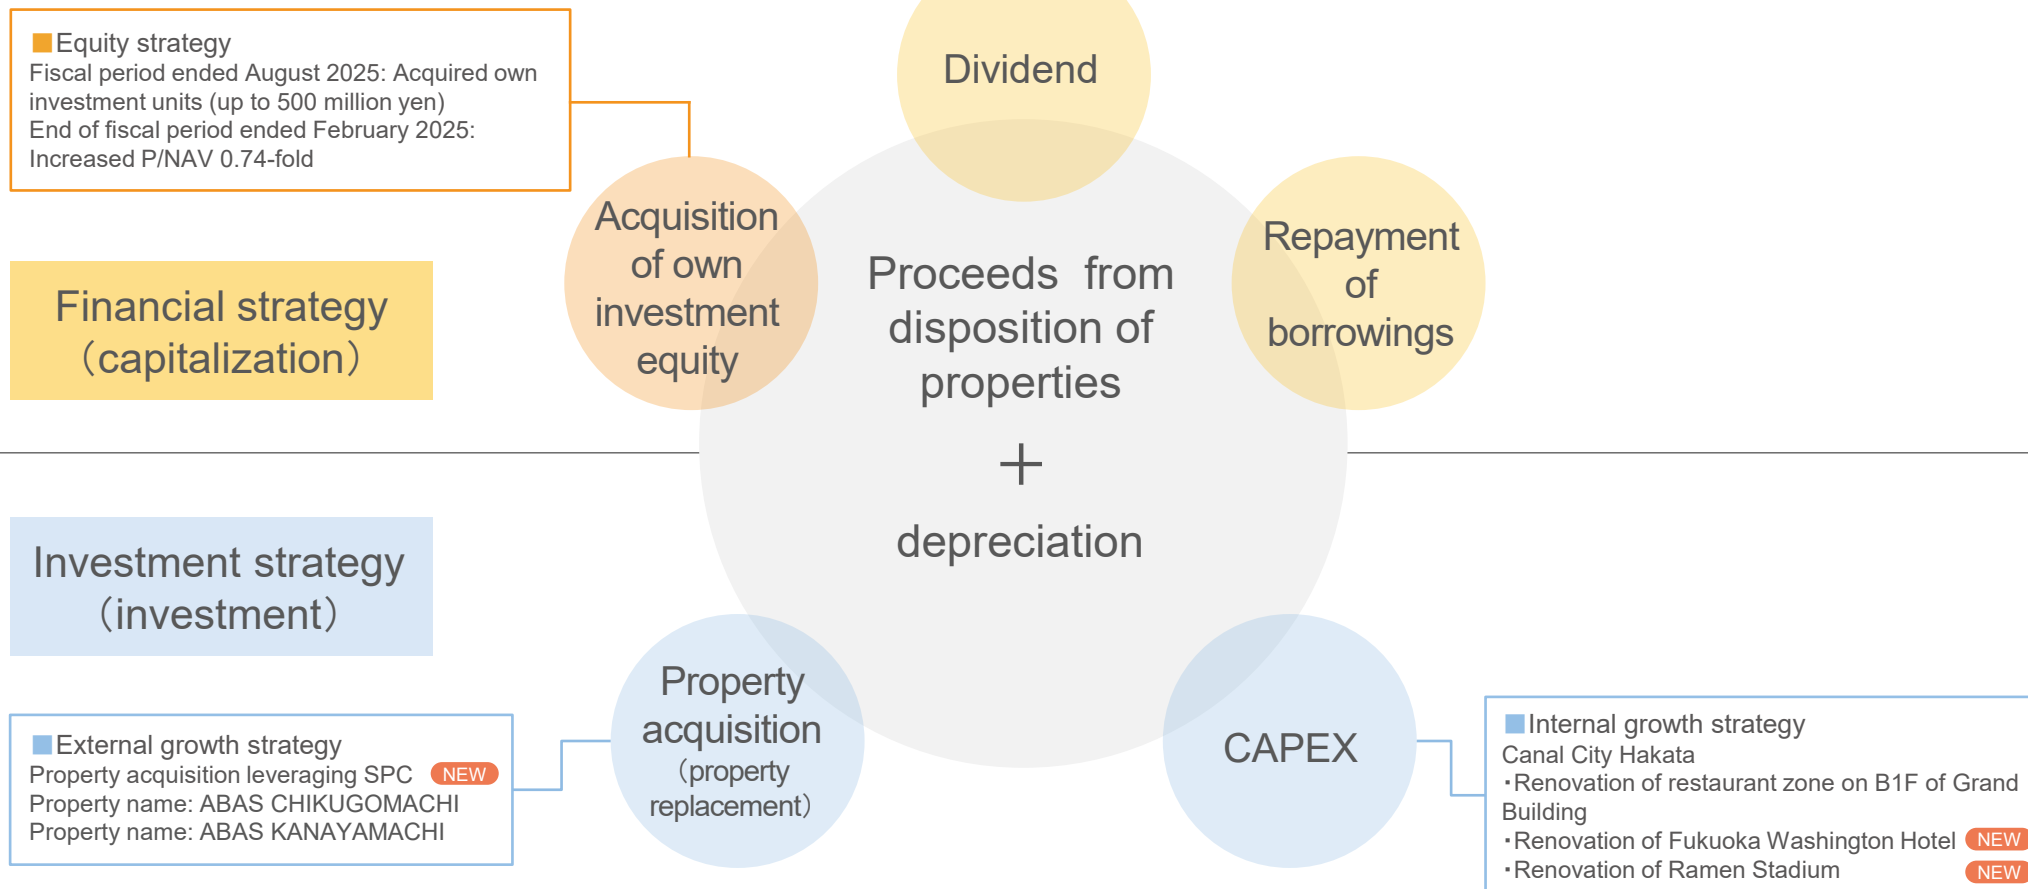 ■Equity strategy
Fiscal period ended August 2025: Acquired own
investment units (up to 500 million yen)
End of fiscal period ended February 2025:
Increased P/NAV 0.74-fold
Dividend
Acquisition
of own
investment
equity
Repayment
of
borrowings
Proceeds from
disposition of
properties
+
depreciation
Financial strategy
（capitalization）
Investment strategy
（investment）
Property
acquisition
（property
replacement）
CAPEX
■External growth strategy
Property acquisition leveraging SPC NEW
Property name: ABAS CHIKUGOMACHI
Property name: ABAS KANAYAMACHI
■Internal growth strategy
Canal City Hakata
・Renovation of restaurant zone on B1F of Grand
Building
・Renovation of Fukuoka Washington Hotel NEW
・Renovation of Ramen Stadium NEW